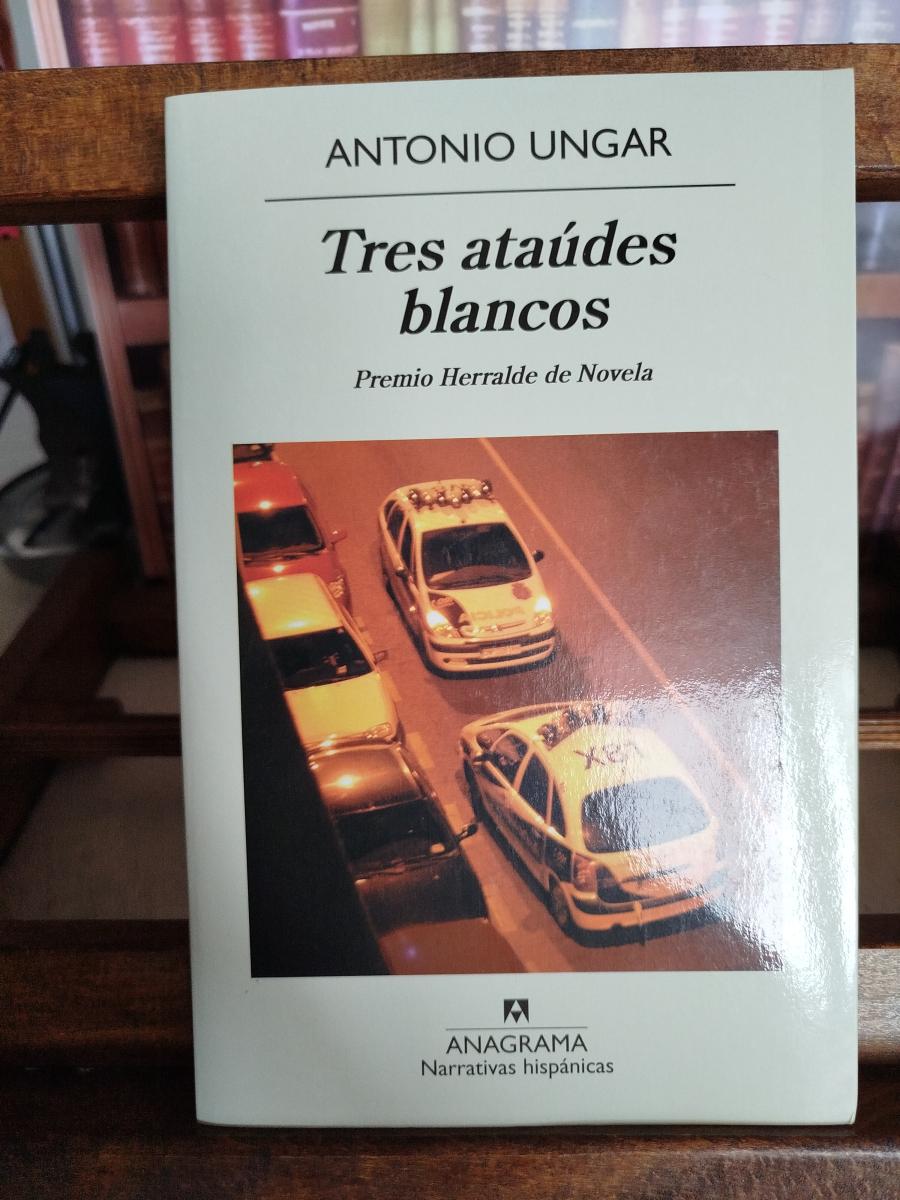 ANTONIO UNGAR
Tres ataúdes
blancos
Premio Herralde de Novela
ANAGRAMA
Narrativas hispánicas